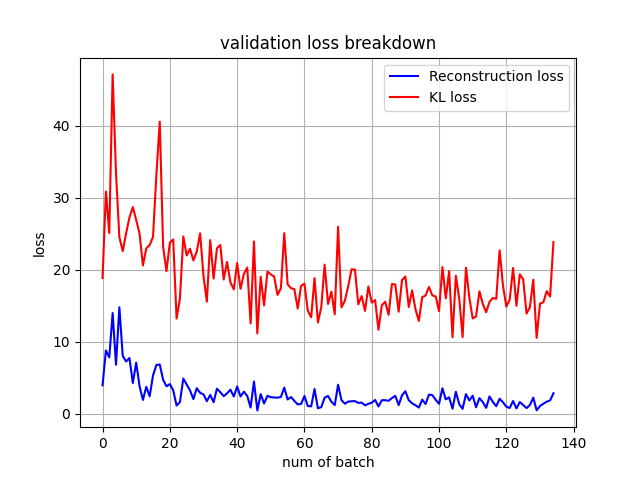 validation loss breakdown
Reconstruction loss
KL loss
loss
40
30
20
10
0
0 20 40 60 80 100 120 140
num of batch